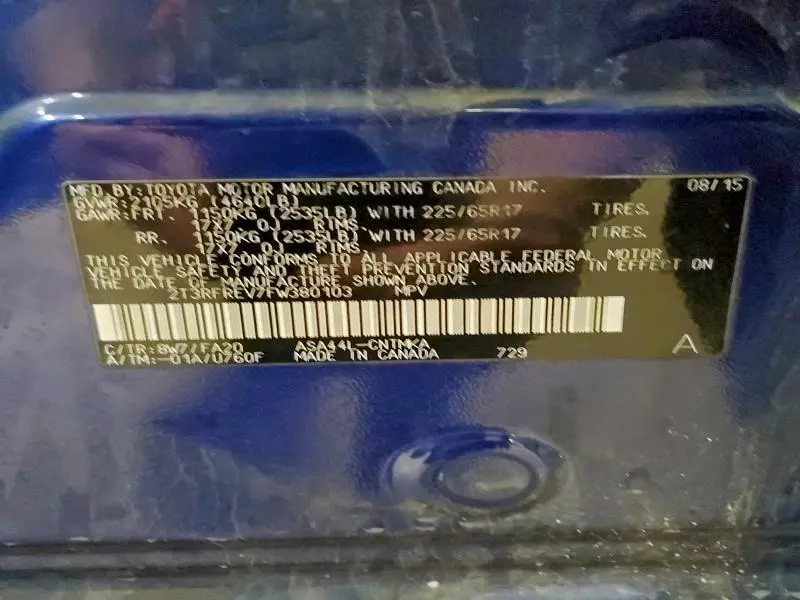 MFD.BY:TOYOTA MOTOR MANUFACTURING CANADA INC. 08/15
GVWR:2105KG (4640LB)
GAWR:FRT. 1150KG (2535LB) WITH 225/65R17 TIRES.
17X7.0J RIMS.
RR. 1150KG (2535LB) WITH 225/65R17 TIRES.
17X7.0J RIMS.
THIS VEHICLE CONFORMS TO ALL APPLICABLE FEDERAL MOTOR
VEHICLE SAFETY AND THEFT PREVENTION STANDARDS IN EFFECT ON
THE DATE OF MANUFACTURE SHOWN ABOVE.
2T3RFREV7FW380103 MPV
C/TR:8W7/FA20 ASA44L-CNTMKA
A/TM:-01A/U760F MADE IN CANADA 729 A